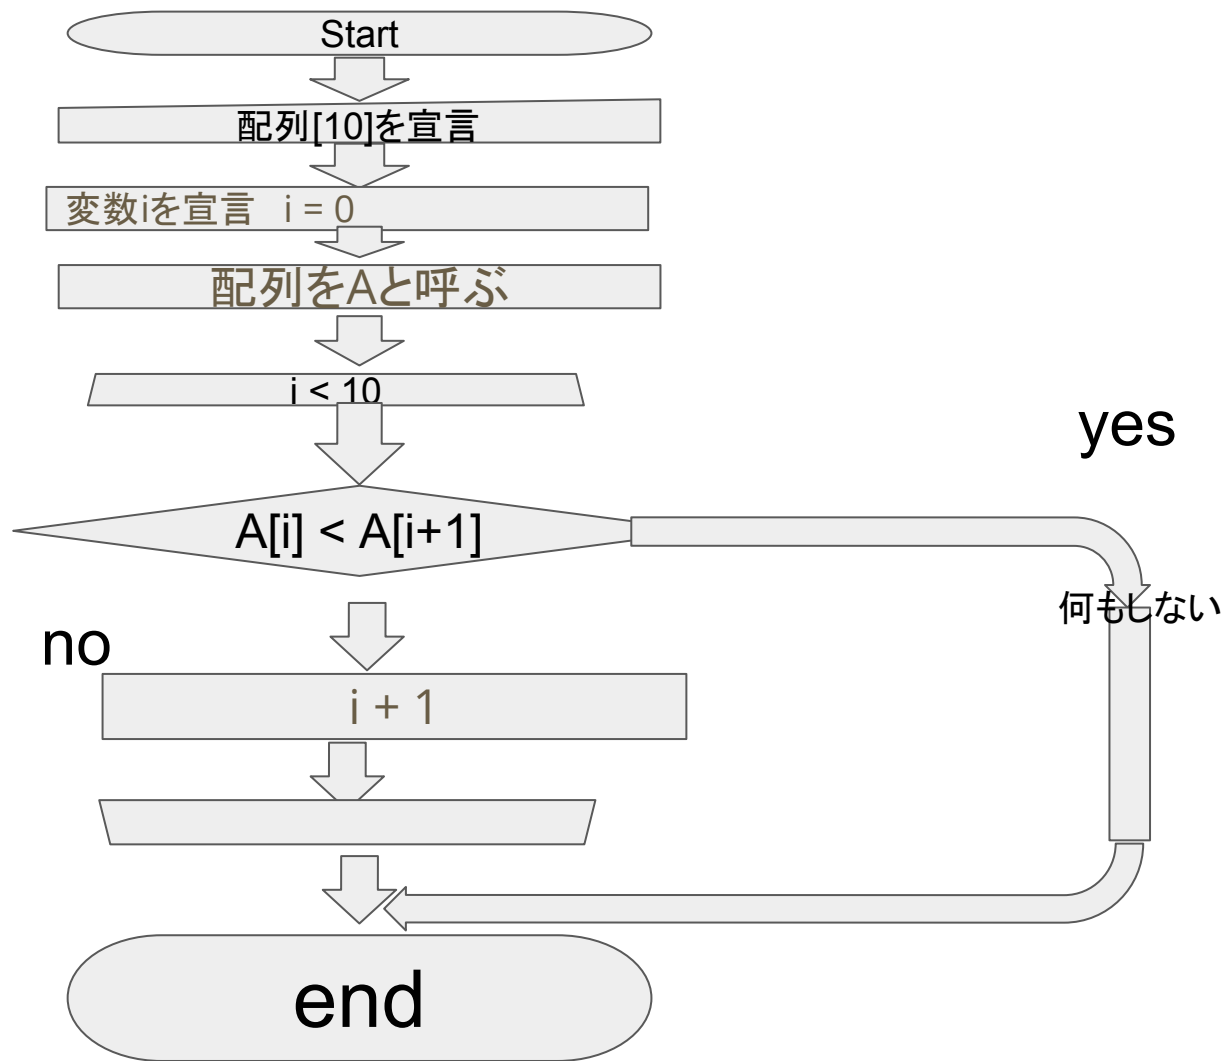 Start
配列[10]を宣言
変数iを宣言 i = 0
配列をAと呼ぶ
i < 10
yes
A[i] < A[i+1]
何もしない
no
i + 1
end